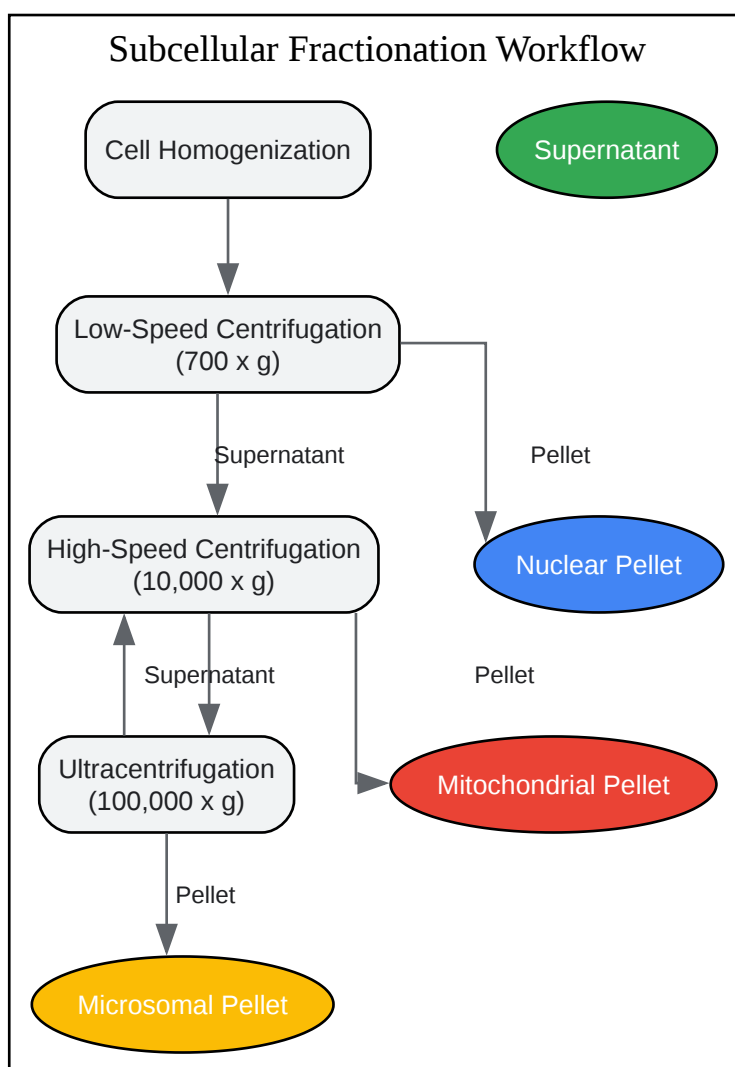 Subcellular Fractionation Workflow
Cell Homogenization
Supernatant
Low-Speed Centrifugation
(700 x g)
Supernatant
Pellet
High-Speed Centrifugation
(10,000 x g)
Nuclear Pellet
Supernatant
Pellet
Ultracentrifugation
(100,000 x g)
Mitochondrial Pellet
Pellet
Microsomal Pellet